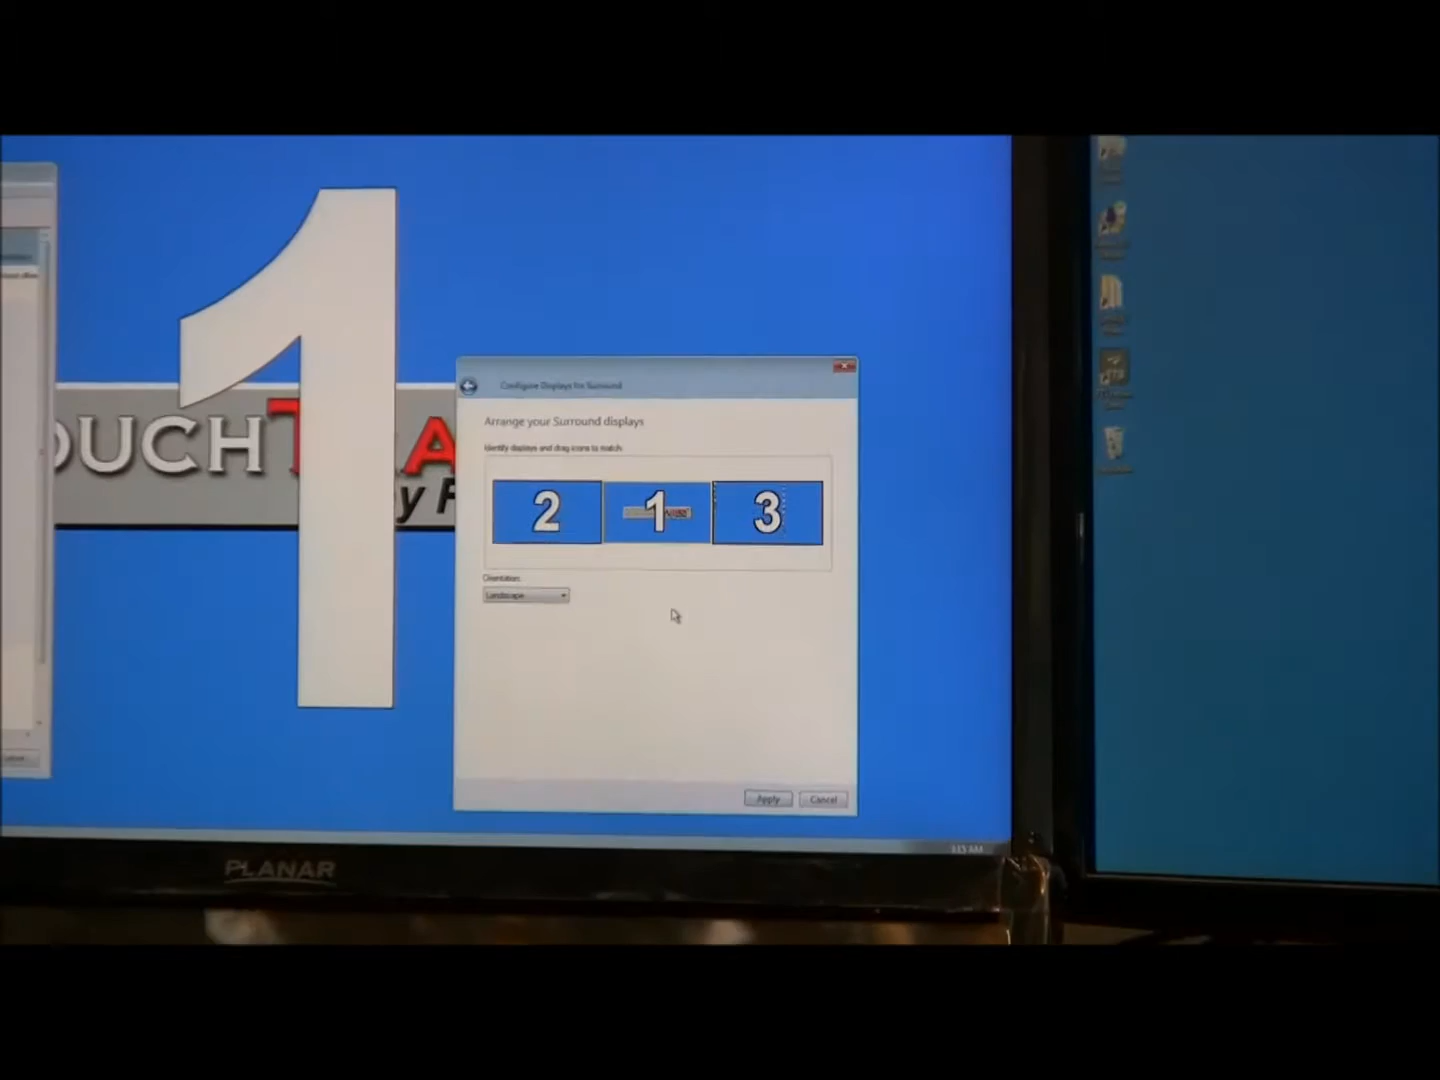 1
OUCHT A
y F
Configure Displays for Surround
Arrange your Surround displays
Identify displays and drag icons to match.
2
1
3
Orientation:
Landscape
Apply
Cancel
PLANAR